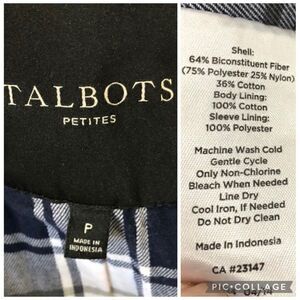 TALBOTS
PETITES
P
MADE IN
INDONESIA
Shell:
64% Biconstituent Fiber
(75% Polyester 25% Nylon)
36% Cotton
Body Lining:
100% Cotton
Sleeve Lining:
100% Polyester
Machine Wash Cold
Gentle Cycle
Only Non-Chlorine
Bleach When Needed
Line Dry
Cool Iron, If Needed
Do Not Dry Clean
Made In Indonesia
CA #23147
PIC•COLLAGE